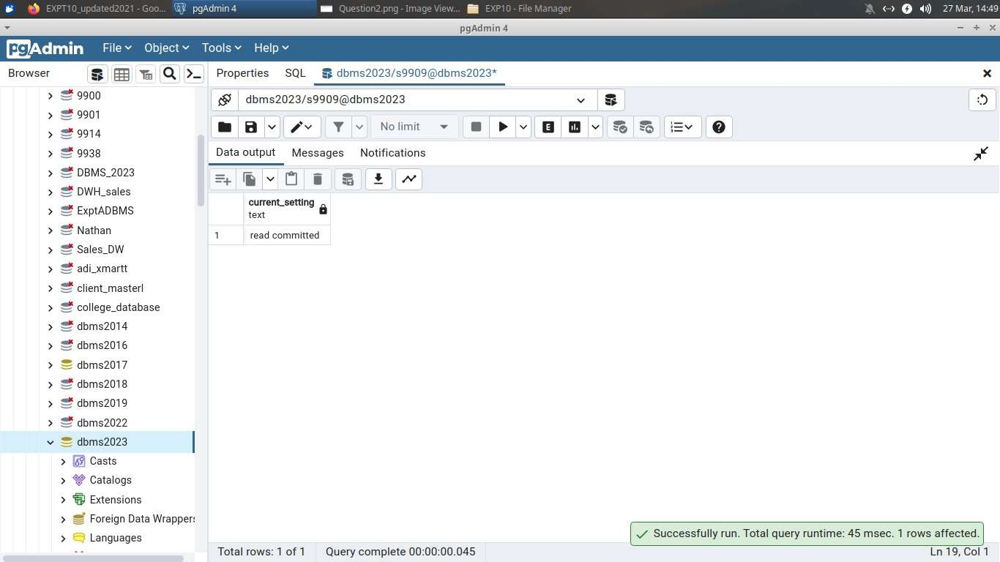 EXPT10_updated2021 - Goo...
pgAdmin 4
Question2.png - Image View...
EXP10 - File Manager
27 Mar, 14:49
pgAdmin 4
pgAdmin
File
Object
Tools
Help
Browser
Properties
SQL
dbms2023/s9909@dbms2023*
dbms2023/s9909@dbms2023
No limit
E
Data output
Messages
Notifications
current_setting
text
1
read committed
9900
9901
9914
9938
DBMS_2023
DWH_sales
ExptADBMS
Nathan
Sales_DW
adi_xmartt
client_masterl
college_database
dbms2014
dbms2016
dbms2017
dbms2018
dbms2019
dbms2022
dbms2023
Casts
Catalogs
Extensions
Foreign Data Wrappers
Languages
Successfully run. Total query runtime: 45 msec. 1 rows affected.
Total rows: 1 of 1
Query complete 00:00:00.045
Ln 19, Col 1